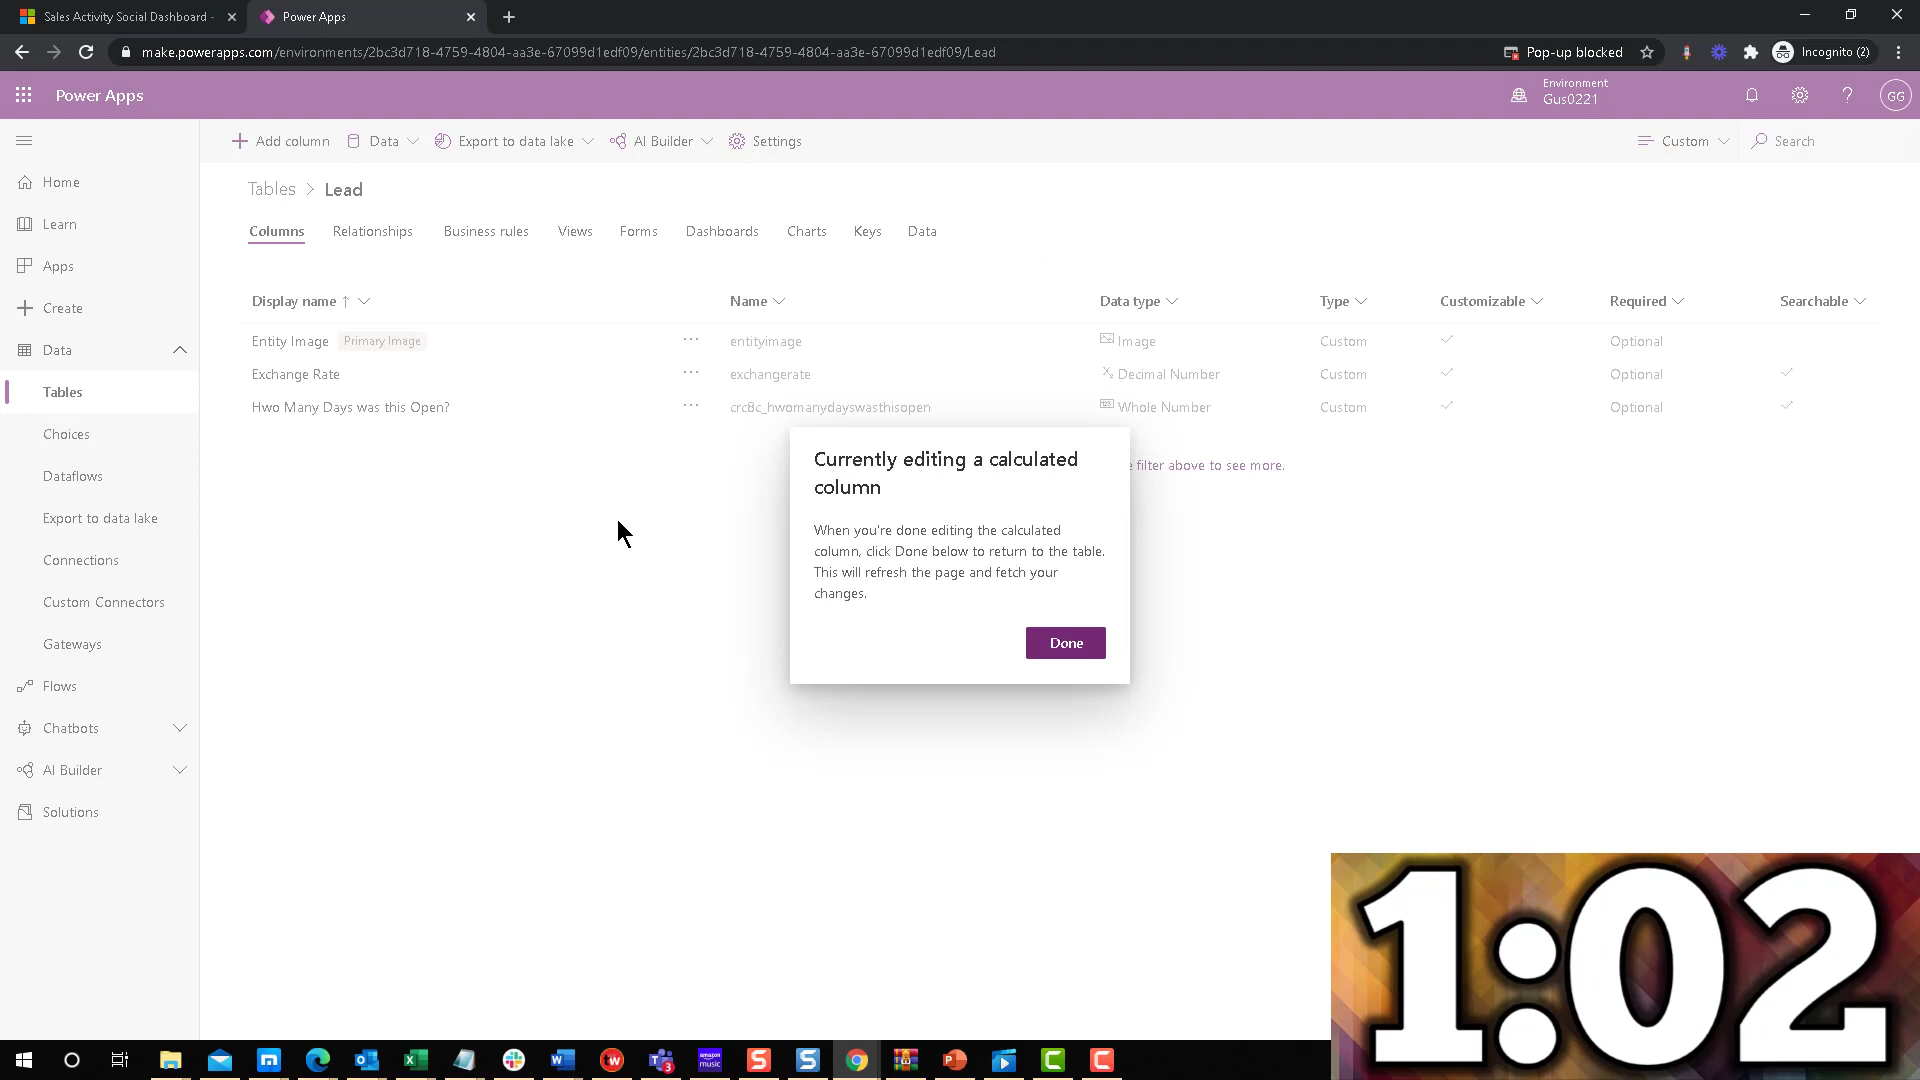 Sales Activity Social Dashboard -
Power Apps
make.powerapps.com/environments/2bc3d718-4759-4804-aa3e-67099d1edf09/entities/2bc3d718-4759-4804-aa3e-67099d1edf09/Lead
Pop-up blocked
Incognito (2)
Power Apps
Environment
Gus0221
GG
Add column
Data
Export to data lake
AI Builder
Settings
Custom
Search
Home
Learn
Apps
Create
Data
Tables
Choices
Dataflows
Export to data lake
Connections
Custom Connectors
Gateways
Flows
Chatbots
AI Builder
Solutions
Tables > Lead
Columns Relationships Business rules Views Forms Dashboards Charts Keys Data
Display name ↑ Name Data type Type Customizable Required Searchable
Entity Image Primary Image ... entityimage Image Custom Optional
Exchange Rate ... exchangerate Decimal Number Custom Optional
Hwo Many Days was this Open? ... crc8c_hwomanydayswasthisopen Whole Number Custom Optional
filter above to see more.
Currently editing a calculated
column
When you're done editing the calculated
column, click Done below to return to the table.
This will refresh the page and fetch your
changes.
Done
1:02